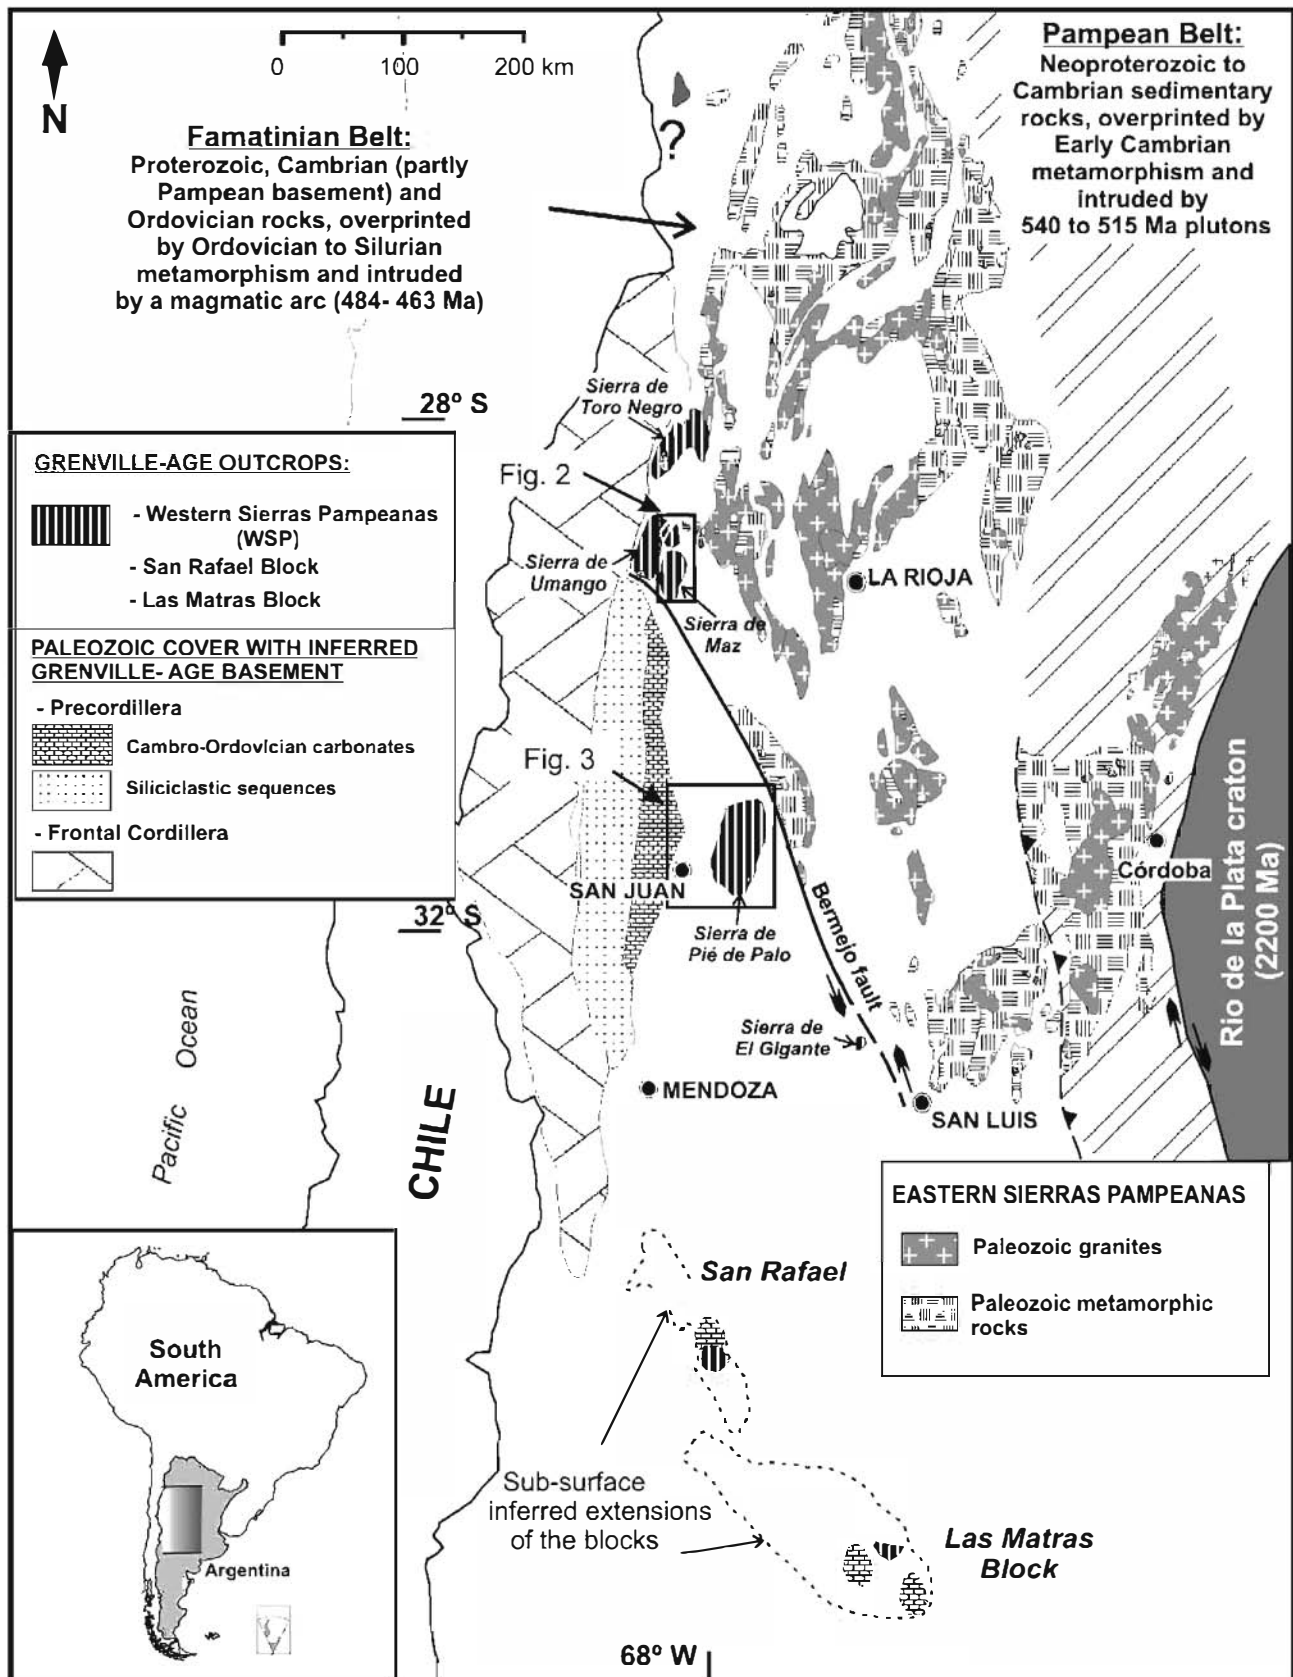 N
0 100 200 km
Famatinian Belt:
Proterozoic, Cambrian (partly
Pampean basement) and
Ordovician rocks, overprinted
by Ordovician to Silurian
metamorphism and intruded
by a magmatic arc (484- 463 Ma)
?
Pampean Belt:
Neoproterozoic to
Cambrian sedimentary
rocks, overprinted by
Early Cambrian
metamorphism and
intruded by
540 to 515 Ma plutons
28º S
Sierra de
Toro Negro
Fig. 2
Sierra de
Umango
Sierra de
Maz
LA RIOJA
GRENVILLE-AGE OUTCROPS:
- Western Sierras Pampeanas
(WSP)
- San Rafael Block
- Las Matras Block
PALEOZOIC COVER WITH INFERRED
GRENVILLE- AGE BASEMENT
- Precordillera
Cambro-Ordovician carbonates
Siliciclastic sequences
- Frontal Cordillera
Fig. 3
SAN JUAN
Sierra de
Pié de Palo
Bermejo fault
Córdoba
Rio de la Plata craton
(2200 Ma)
32º S
Sierra de
El GIgante
MENDOZA
SAN LUIS
Pacific Ocean
CHILE
EASTERN SIERRAS PAMPEANAS
Paleozoic granites
Paleozoic metamorphic
rocks
San Rafael
Sub-surface
inferred extensions
of the blocks
Las Matras
Block
South
America
Argentina
68º W